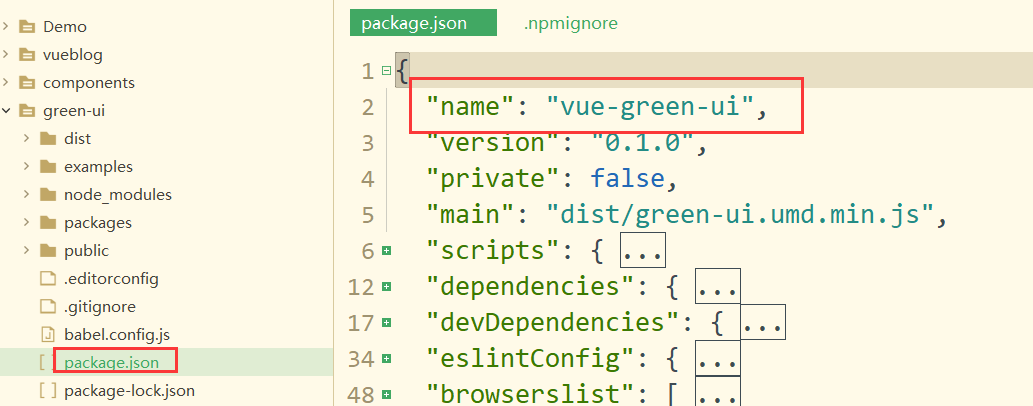 Demo
vueblog
components
green-ui
dist
examples
node_modules
packages
public
.editorconfig
.gitignore
babel.config.js
package.json
package-lock.json
package.json
.npmignore
1 {
2 "name": "vue-green-ui",
3 "version": "0.1.0",
4 "private": false,
5 "main": "dist/green-ui.umd.min.js",
6 "scripts": { ...
12 "dependencies": { ...
17 "devDependencies": { ...
34 "eslintConfig": { ...
48 "browserslist": [ ...